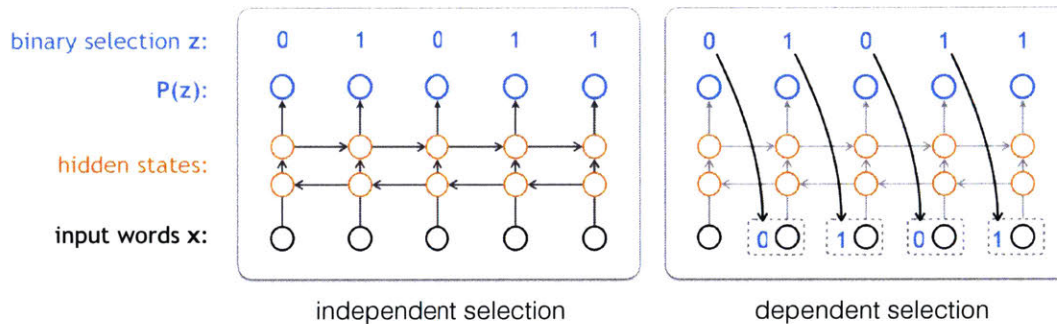 binary selection z: 0 1 0 1 1 0 1 0 1 1
P(z):
hidden states:
input words x: 0 1 0 1
independent selection dependent selection